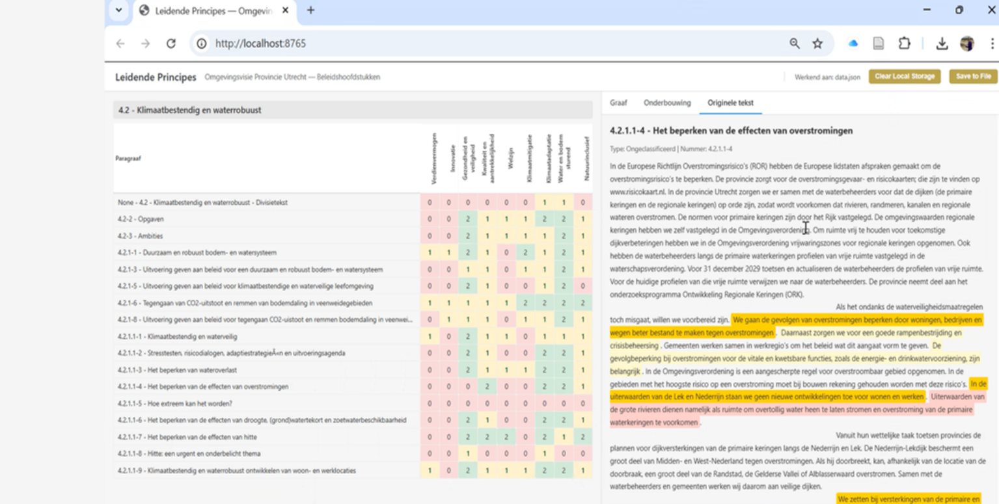 Leidende Principes — Omgevin
http://localhost:8765
Leidende Principes Omgevingsvisie Provincie Utrecht — Beleidshoofdstukken
Werkend aan: data.json Clear Local Storage Save to File
4.2 - Klimaatbestendig en waterrobuust
Paragraaf
Verdienvermogen
Innovatie
Gezondheid en
veiligheid
Kwaliteit en
aantrekkelijkheid
Welzijn
Klimaatmitigatie
Klimaatadaptatie
Water en bodem
sturend
Natuurinclusief
None - 4.2 - Klimaatbestendig en waterrobuust - Divisietekst 0 0 0 0 0 0 1 1 0
4.2-2 - Opgaven 0 0 2 1 1 1 2 2 1
4.2-3 - Ambities 0 0 2 1 1 1 1 2 1
4.2.1-1 - Duurzaam en robuust bodem- en watersysteem 1 1 2 1 0 2 1 2 1
4.2.1-3 - Uitvoering geven aan beleid voor een duurzaam en robuust bodem- en watersysteem 0 0 1 1 0 1 1 2 1
4.2.1-5 - Uitvoering geven aan beleid voor klimaatbestendige en waterveilige leefomgeving 0 0 2 1 0 0 1 2 0
4.2.1-6 - Tegengaan van CO2-uitstoot en remmen van bodemdaling in veenweidegebieden 1 1 1 1 1 2 2 2 2
4.2.1-8 - Uitvoering geven voor tegengaan CO2-uistoot en remmen bodemdaling in veenwei... 0 1 1 1 0 1 1 2 1
4.2.1.1-1 - Klimaatbestendig en waterveilig 1 0 2 1 1 0 1 1 1
4.2.1.1-2 - Stresstesten, risicodialogen, adaptiestrategieÃ«n en uitvoeringsagenda 0 0 2 1 0 0 2 2 1
4.2.1.1-3 - Het beperken van wateroverlast 0 0 2 1 1 1 2 2 1
4.2.1.1-4 - Het beperken van de effecten van overstromingen 0 0 0 2 0 0 2 2 1
4.2.1.1-5 - Hoe extreem kan het worden? 0 0 0 0 0 0 0 0 0
4.2.1.1-6 - Het beperken van de effecten van droogte, (grond)watertekort en zoetwaterbeschikbaarheid 0 0 2 1 0 0 2 2 1
4.2.1.1-7 - Het beperken van de effecten van hitte 0 0 2 2 2 0 2 1 2
4.2.1.1-8 - Hitte: een urgent en onderbelicht thema 0 0 1 0 0 0 1 0 0
4.2.1.1-9 - Klimaatbestendig en waterrobuust ontwikkelen van woon- en werklocaties 1 0 2 1 1 1 2 2 1
Graaf Onderbouwing Originele tekst
4.2.1.1-4 - Het beperken van de effecten van overstromingen
Type: Ongeclassificeerd | Nummer: 4.2.1.1-4
In de Europese Richtlijn Overstromingsrisico's (ROR) hebben de Europese lidstaten afspraken gemaakt om de
overstromingsrisico's te beperken. De provincie zorgt voor de overstromingsgevaar- en risicokaarten; die zijn te vinden op
www.risicokaart.nl. In de provincie Utrecht zorgen we er samen met de waterbeheerders voor dat de dijken (de primaire
keringen en de regionale keringen) op orde zijn, zodat wordt voorkomen dat rivieren, randmeren, kanalen en regionale
wateren overstromen. De normen voor primaire keringen zijn door het Rijk vastgelegd. De omgevingswaarden regionale
keringen hebben we zelf vastgelegd in de Omgevingsverordening. Om ruimte vrij te houden voor toekomstige
dijkverbeteringen hebben we in de Omgevingsverordening vrijwaringszones voor regionale keringen opgenomen. Ook
hebben de waterbeheerders langs de primaire waterkeringen profielen van vrije ruimte vastgelegd in de
waterschapsverordening. Voor 31 december 2029 toetsen en actualiseren de waterbeheerders de profielen van vrije ruimte.
Voor de huidige profielen van die vrije ruimte verwijzen we naar de waterbeheerders. De provincie neemt deel aan het
onderzoeksprogramma Ontwikkeling Regionale Keringen (ORK).
Als het ondanks de waterveiligheidsmaatregelen
toch misgaat, willen we voorbereid zijn. We gaan de gevolgen van overstromingen beperken door woningen, bedrijven en
wegen beter bestand te maken tegen overstromingen . Daarnaast zorgen we voor een goede rampenbestrijding en
crisisbeheersing . Gemeenten werken samen in werkregio's om het beleid wat dit aangaat vorm te geven. De
gevolgbeperking bij overstromingen voor de vitale en kwetsbare functies, zoals de energie- en drinkwatervoorziening, zijn
belangrijk . In de Omgevingsverordening is een aangescherpte regel voor overstroombaar gebied opgenomen. In de
gebieden met het hoogste risico op een overstroming moet bij bouwen rekening gehouden worden met deze risico's. In de
uiterwaarden van de Lek en Nederrijn staan we geen nieuwe ontwikkelingen toe voor wonen en werken . Uiterwaarden van
de grote rivieren dienen namelijk als ruimte om overtollig water heen te laten stromen en overstroming van de primaire
waterkeringen te voorkomen .
Vanuit hun wettelijke taak toetsen provincies de
plannen voor dijkversterkingen van de primaire keringen langs de Nederrijn en Lek. De Nederrijn-Lekdijk beschermt een
groot deel van Midden- en West-Nederland tegen overstromingen. Als hij doorbreekt, kan, afhankelijk van de locatie van de
doorbraak, een groot deel van de Randstad, de Gelderse Vallei of Alblasserwaard overstromen. Samen met de
waterbeheerders en gemeenten werken wij daarom aan veilige dijken.
We zetten bij versterkingen van de primaire en